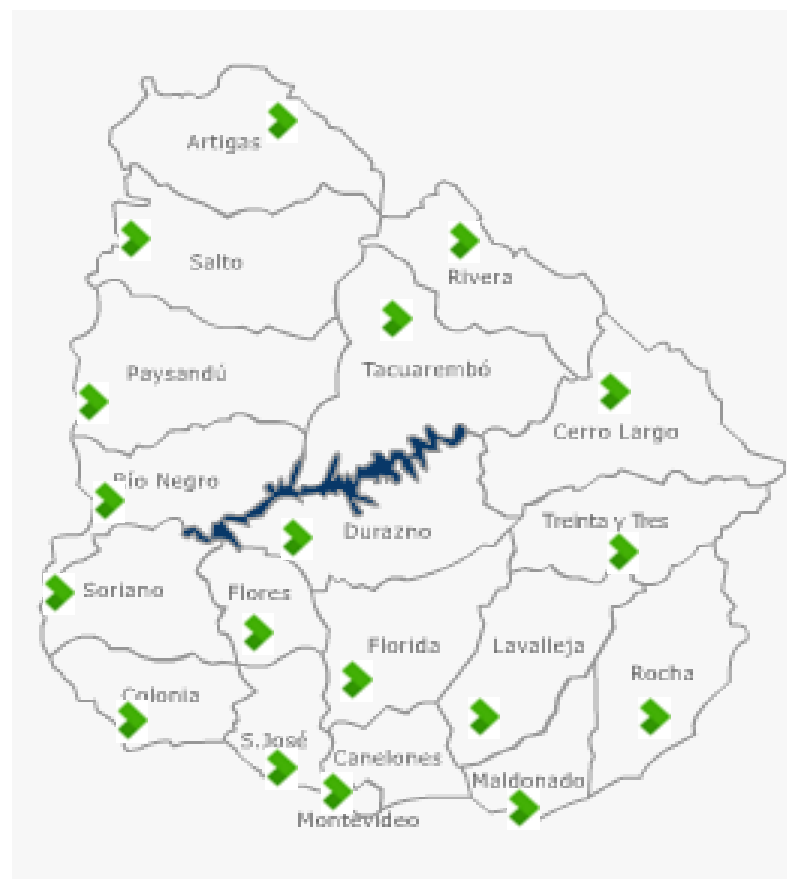 Artigas
Salto
Rivera
Paysandú
Tacuarembó
Cerro Largo
Río Negro
Durazno
Treinta y Tres
Soriano
Flores
Florida
Lavalleja
Rocha
Colonia
S.José
Canelones
Maldonado
Montevideo